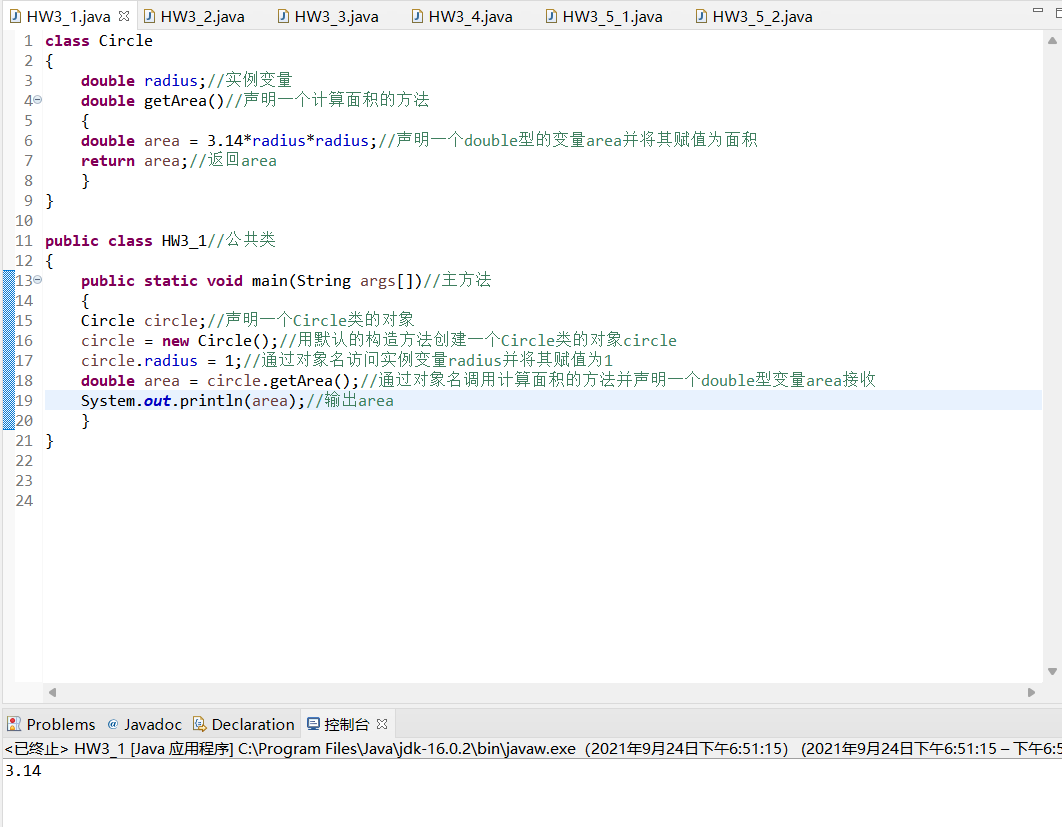 HW3_1.java HW3_2.java HW3_3.java HW3_4.java HW3_5_1.java HW3_5_2.java
1 class Circle
2 {
3     double radius;//实例变量
4     double getArea()//声明一个计算面积的方法
5     {
6     double area = 3.14*radius*radius;//声明一个double型的变量area并将其赋值为面积
7     return area;//返回area
8     }
9 }
10
11 public class HW3_1//公共类
12 {
13     public static void main(String args[])//主方法
14     {
15     Circle circle;//声明一个Circle类的对象
16     circle = new Circle();//用默认的构造方法创建一个Circle类的对象circle
17     circle.radius = 1;//通过对象名访问实例变量radius并将其赋值为1
18     double area = circle.getArea();//通过对象名调用计算面积的方法并声明一个double型变量area接收
19     System.out.println(area);//输出area
20     }
21 }
22
23
24
Problems @ Javadoc Declaration 控制台
<已终止> HW3_1 [Java 应用程序] C:\Program Files\Java\jdk-16.0.2\bin\javaw.exe（2021年9月24日下午6:51:15）（2021年9月24日下午6:51:15 – 下午6:5
3.14